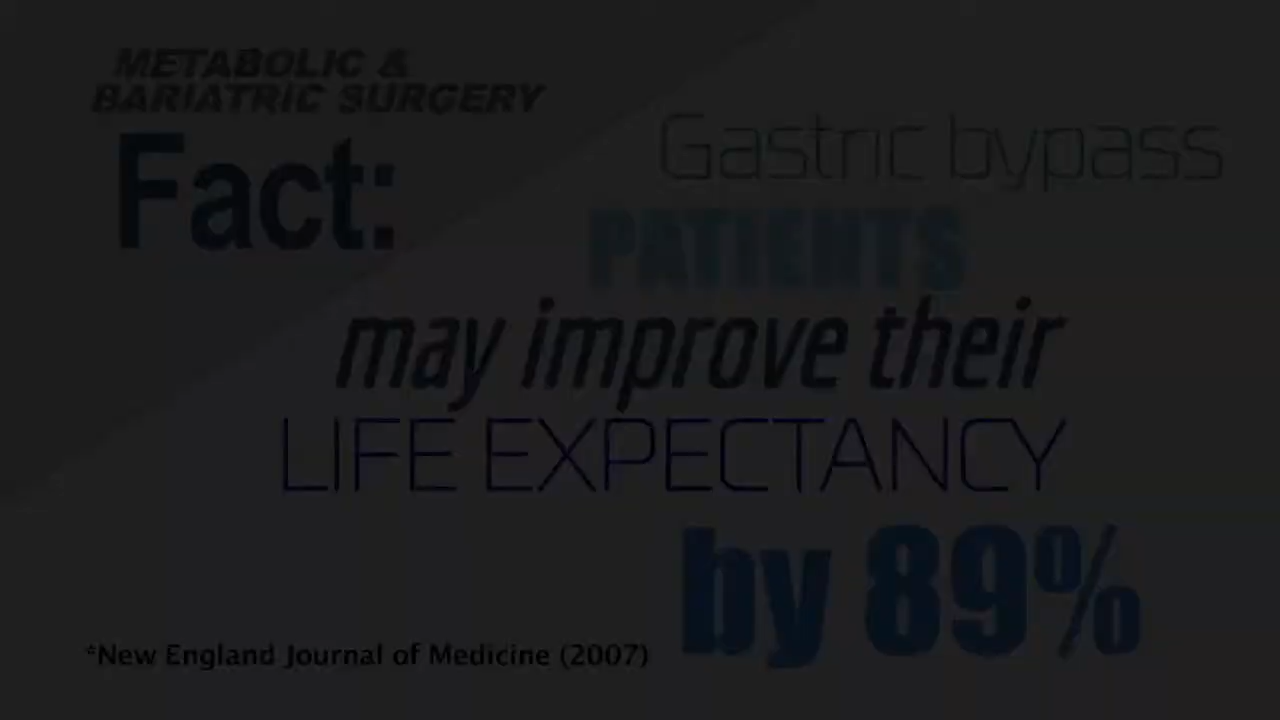 METABOLIC &
BARIATRIC SURGERY
Fact:
Gastric bypass
PATIENTS
may improve their
LIFE EXPECTANCY
by 89%
*New England Journal of Medicine (2007)